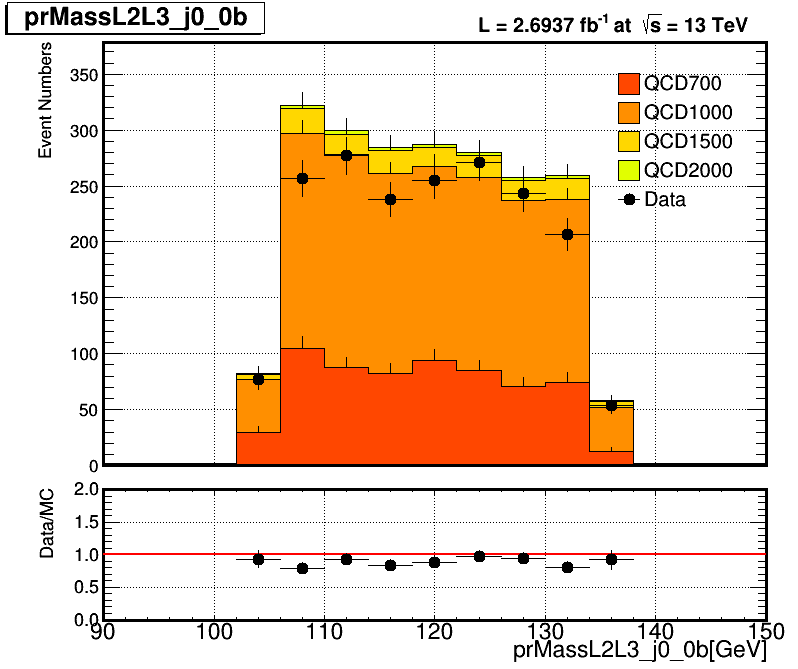 prMassL2L3_j0_0b
L = 2.6937 fb⁻¹ at √s = 13 TeV
Event Numbers
350
300
250
200
150
100
50
0
QCD700
QCD1000
QCD1500
QCD2000
Data
Data/MC
2.0
1.5
1.0
0.5
0.0
90 100 110 120 130 140 150
prMassL2L3_j0_0b[GeV]